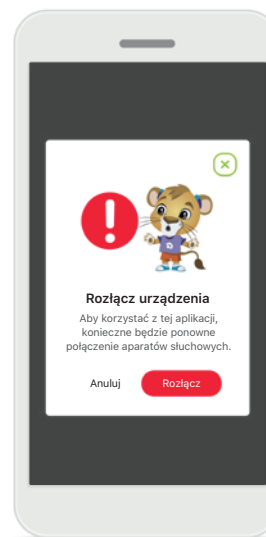 Rozłącz urządzenia
Aby korzystać z tej aplikacji,
konieczne będzie ponowne
połączenie aparatów słuchowych.
Anuluj
Rozłącz